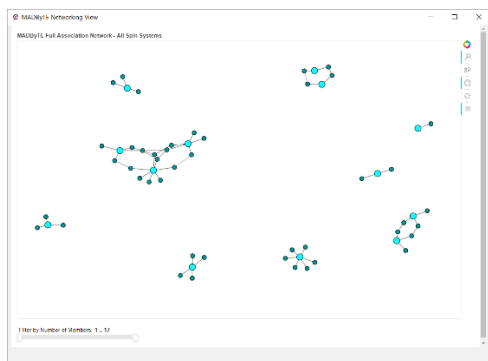 MADByTE Networking View
MADByTE Full Association Network - All Spin Systems
Filter by Number of Members: 1 .. 17